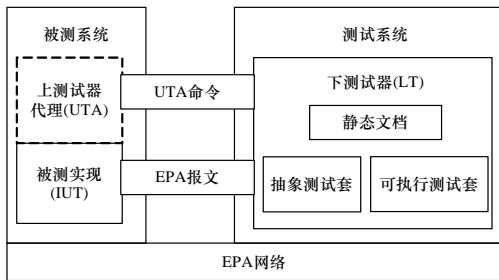 被测系统
测试系统
上测试器
代理(UTA)
UTA命令
下测试器(LT)
静态文档
被测实现
(IUT)
EPA报文
抽象测试套
可执行测试套
EPA网络